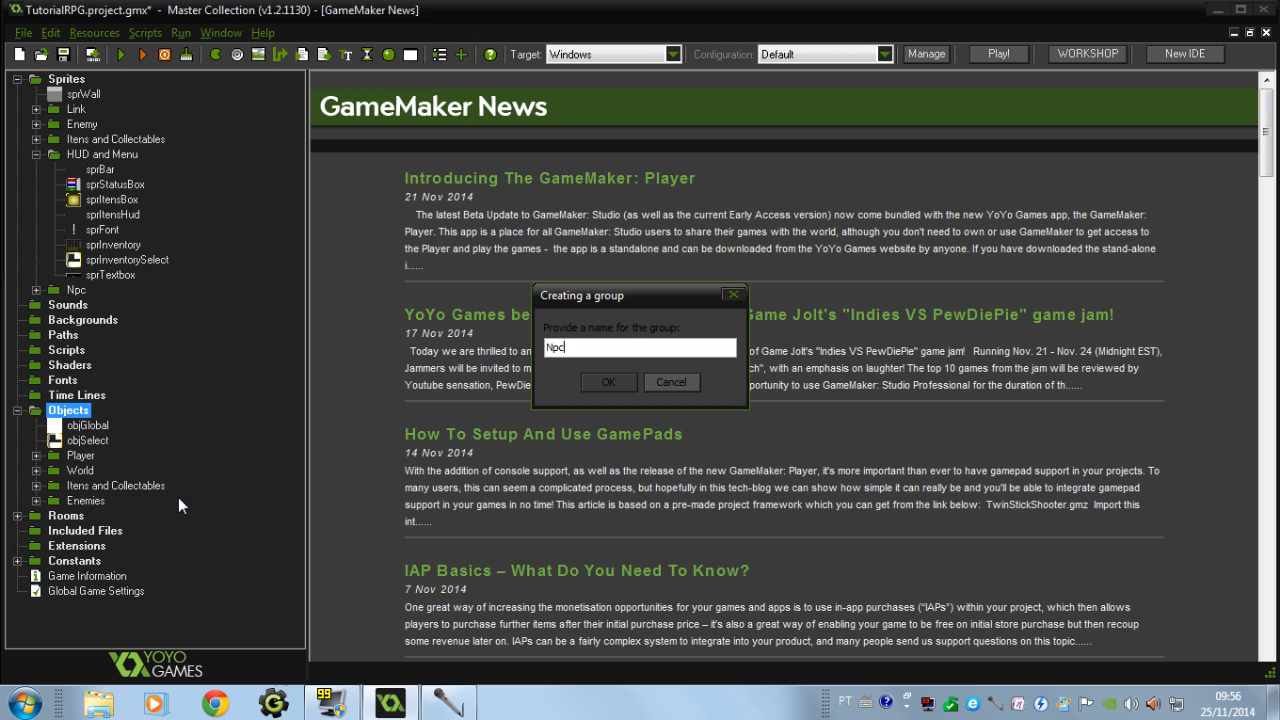 TutorialRPG.project.gmx* - Master Collection (v1.2.1130) - [GameMaker News]
File Edit Resources Scripts Run Window Help
Target: Windows Configuration: Default Manage Play! WORKSHOP New IDE
Sprites
sprWall
Link
Enemy
Itens and Collectables
HUD and Menu
sprBar
sprStatusBox
sprItensBox
sprItensHud
sprFont
sprInventory
sprInventorySelect
sprTextbox
Npc
Sounds
Backgrounds
Paths
Scripts
Shaders
Fonts
Time Lines
Objects
objGlobal
objSelect
Player
World
Itens and Collectables
Enemies
Rooms
Included Files
Extensions
Constants
Game Information
Global Game Settings
YOYO
GAMES
GameMaker News
Introducing The GameMaker: Player
21 Nov 2014
The latest Beta Update to GameMaker: Studio (as well as the current Early Access version) now come bundled with the new YoYo Games app, the GameMaker:
Player. This app is a place for all GameMaker: Studio users to share their games with the world, although you don't need to own or use GameMaker to get access to
the Player and play the games - the app is a standalone and can be downloaded from the YoYo Games website by anyone. If you have downloaded the stand-alone
i......
YoYo Games be Game Jolt's "Indies VS PewDiePie" game jam!
17 Nov 2014
Today we are thrilled to an of Game Jolt's "Indies VS PewDiePie" game jam! Running Nov. 21 - Nov. 24 (Midnight EST),
Jammers will be invited to m ch", with an emphasis on laughter! The top 10 games from the jam will be reviewed by
Youtube sensation, PewDie portunity to use GameMaker: Studio Professional for the duration of th......
Creating a group
Provide a name for the group:
Npc
OK Cancel
How To Setup And Use GamePads
14 Nov 2014
With the addition of console support, as well as the release of the new GameMaker: Player, it's more important than ever to have gamepad support in your projects. To
many users, this can seem a complicated process, but hopefully in this tech-blog we can show how simple it can really be and you'll be able to integrate gamepad
support in your games in no time! This article is based on a pre-made project framework which you can get from the link below: TwinStickShooter.gmz Import this
int......
IAP Basics – What Do You Need To Know?
7 Nov 2014
One great way of increasing the monetisation opportunities for your games and apps is to use in-app purchases ("IAPs") within your project, which then allows
players to purchase further items after their initial purchase price – it's also a great way of enabling your game to be free on initial store purchase but then recoup
some revenue later on. IAPs can be a fairly complex system to integrate into your product, and many people send us support questions on this topic......
99
PT
09:56
25/11/2014